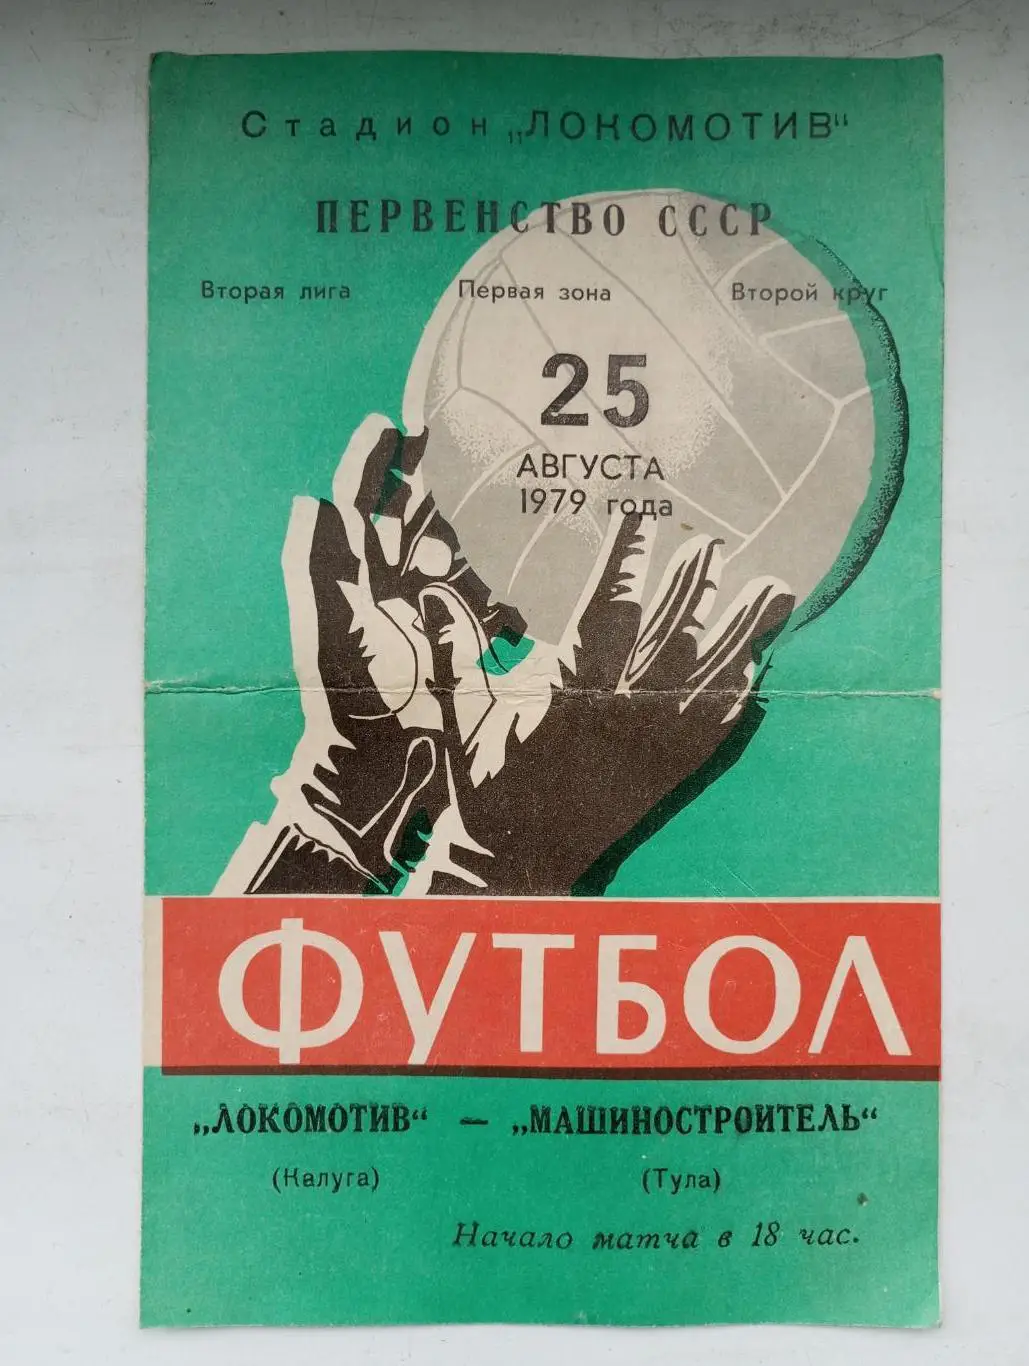 Стадион „ЛОКОМОТИВ“
ПЕРВЕНСТВО СССР
Вторая лига Первая зона Второй круг
25
АВГУСТА
1979 года
ФУТБОЛ
„ЛОКОМОТИВ“ — „МАШИНОСТРОИТЕЛЬ“
(Калуга) (Тула)
Начало матча в 18 час.